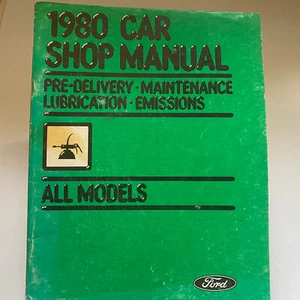 1980 CAR
SHOP MANUAL
PRE-DELIVERY · MAINTENANCE
LUBRICATION · EMISSIONS
ALL MODELS
Ford